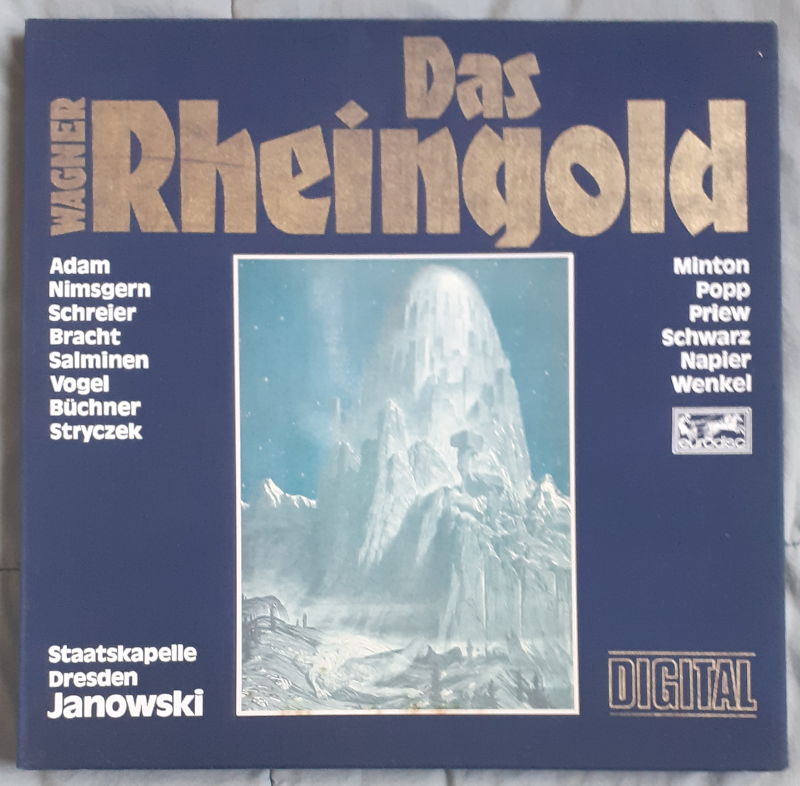 Das
WAGNER
Rheingold
Adam
Nimsgern
Schreier
Bracht
Salminen
Vogel
Büchner
Stryczek
Minton
Popp
Priew
Schwarz
Napier
Wenkel
eurodisc
Staatskapelle
Dresden
Janowski
DIGITAL